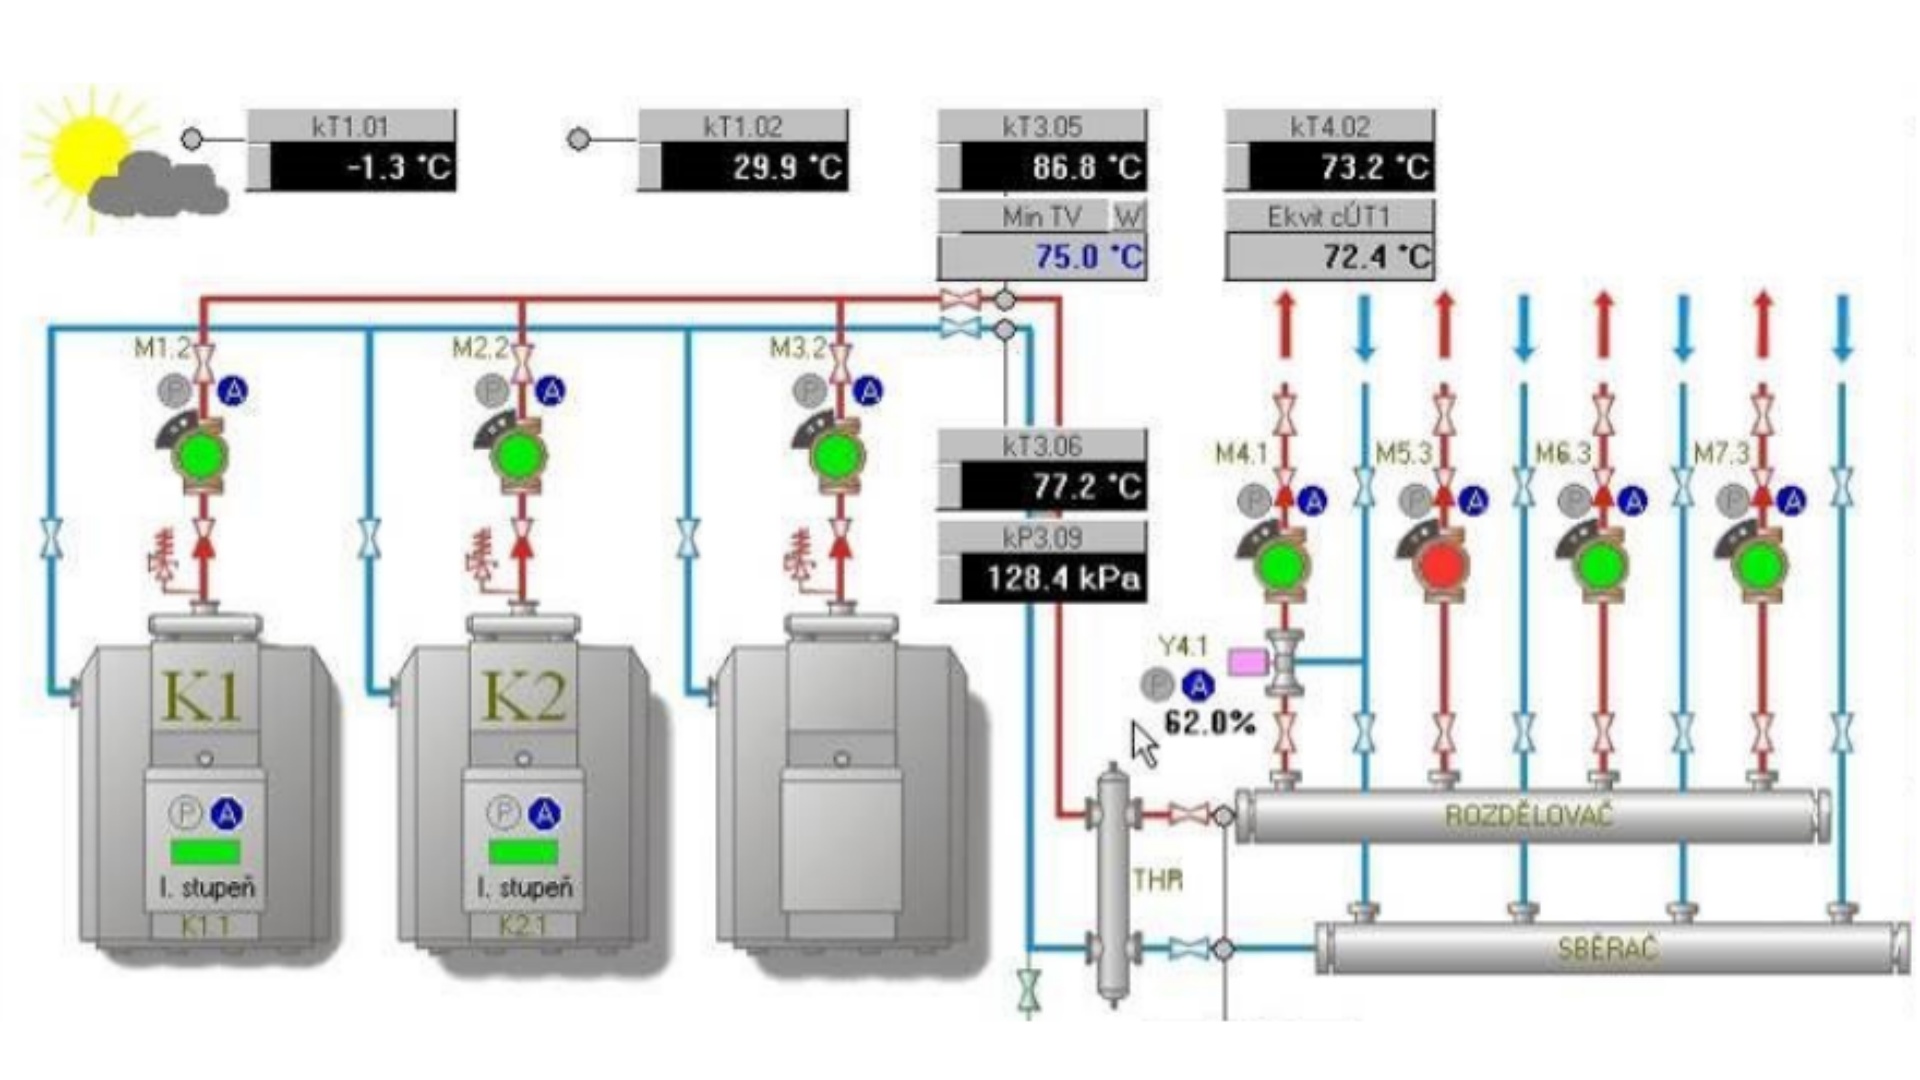 kT1.01
-1.3 °C
kT1.02
29.9 °C
kT3.05
86.8 °C
Min TV W
75.0 °C
kT4.02
73.2 °C
Ekvit cÚT1
72.4 °C
M1.2
P A
M2.2
P A
M3.2
P A
kT3.06
77.2 °C
kP3.09
128.4 kPa
M4.1
P A
M5.3
P A
M6.3
P A
M7.3
P A
Y4.1
P A
62.0%
K1
P A
I. stupeň
K1.1
K2
P A
I. stupeň
K2.1
THR
ROZDĚLOVAČ
SBĚRAČ